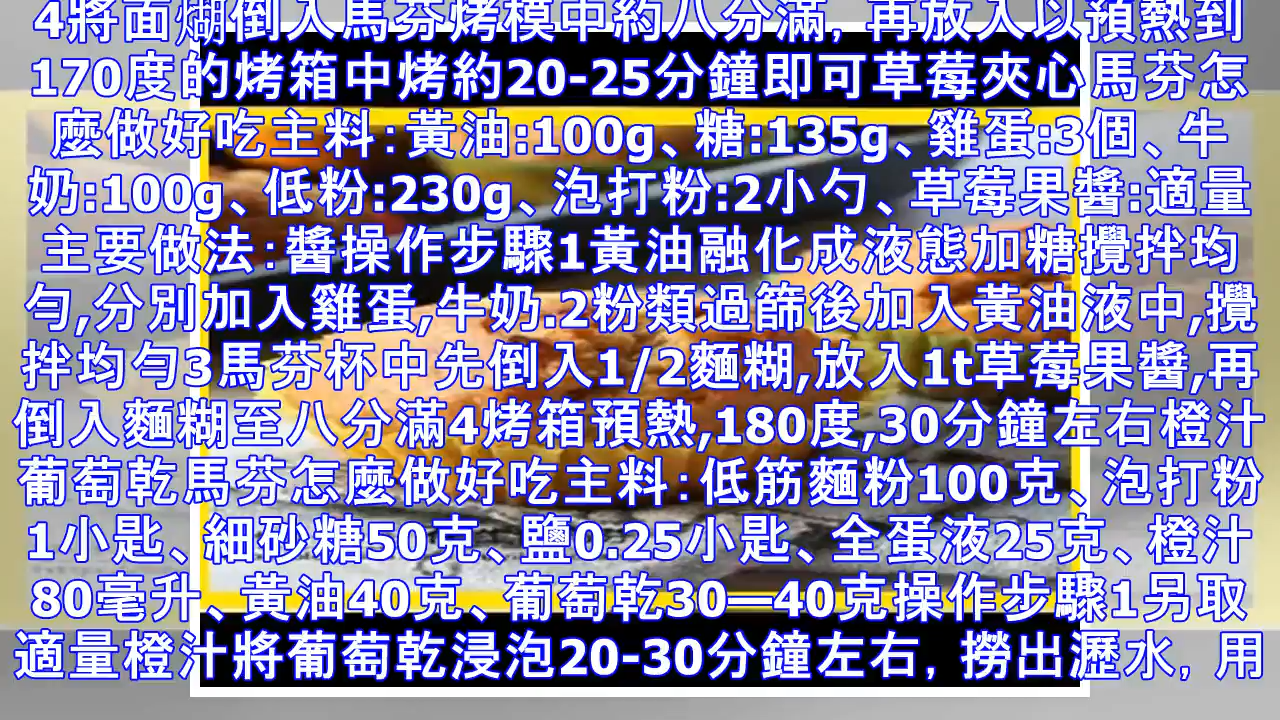 4將面煳倒入馬芬烤模中約八分滿，再放入以預熱到
170度的烤箱中烤約20-25分鐘即可草莓夾心馬芬怎
麼做好吃主料：黃油:100g、糖:135g、雞蛋:3個、牛
奶:100g、低粉:230g、泡打粉:2小勺、草莓果醬:適量
主要做法：醬操作步驟1黃油融化成液態加糖攪拌均
勻,分別加入雞蛋,牛奶.2粉類過篩後加入黃油液中,攪
拌均勻3馬芬杯中先倒入1/2麵糊,放入1t草莓果醬,再
倒入麵糊至八分滿4烤箱預熱,180度,30分鐘左右橙汁
葡萄乾馬芬怎麼做好吃主料：低筋麵粉100克、泡打粉
1小匙、細砂糖50克、鹽0.25小匙、全蛋液25克、橙汁
80毫升、黃油40克、葡萄乾30—40克操作步驟1另取
適量橙汁將葡萄乾浸泡20-30分鐘左右，撈出瀝水，用